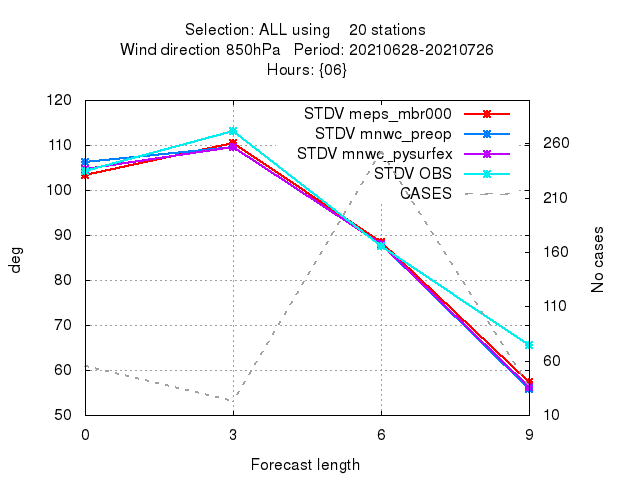 Selection: ALL using    20 stations
Wind direction 850hPa   Period: 20210628-20210726
Hours: {06}
STDV meps_mbr000
STDV mnwc_preop
STDV mnwc_pysurfex
STDV OBS
CASES
120
110
100
90
80
70
60
50
deg
260
210
160
110
60
10
No cases
0 3 6 9
Forecast length